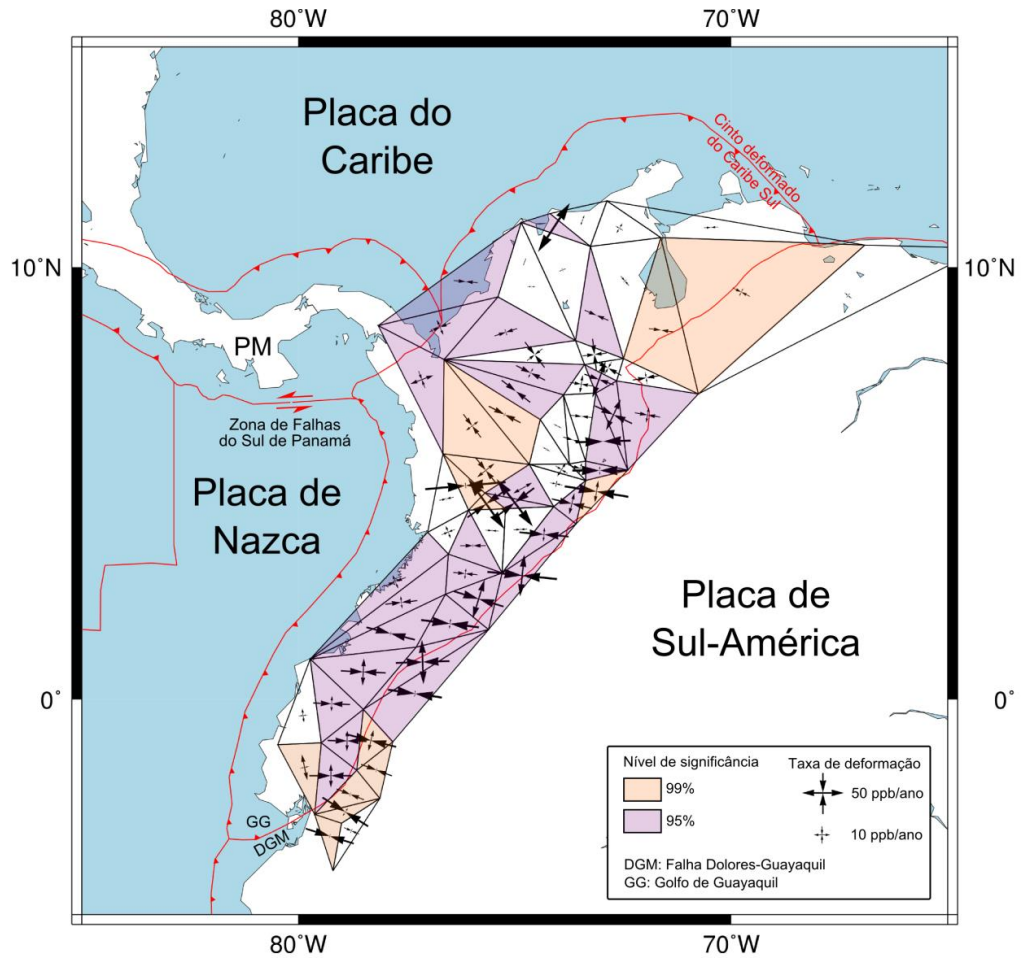 80°W
70°W
Placa do
Caribe
Cinto deformado
do Caribe Sul
10°N
10°N
PM
Zona de Falhas
do Sul de Panamá
Placa de
Nazca
Placa de
Sul-América
0°
0°
Nível de significância
99%
95%
Taxa de deformação
50 ppb/ano
10 ppb/ano
DGM: Falha Dolores-Guayaquil
GG: Golfo de Guayaquil
GG
DGM
80°W
70°W